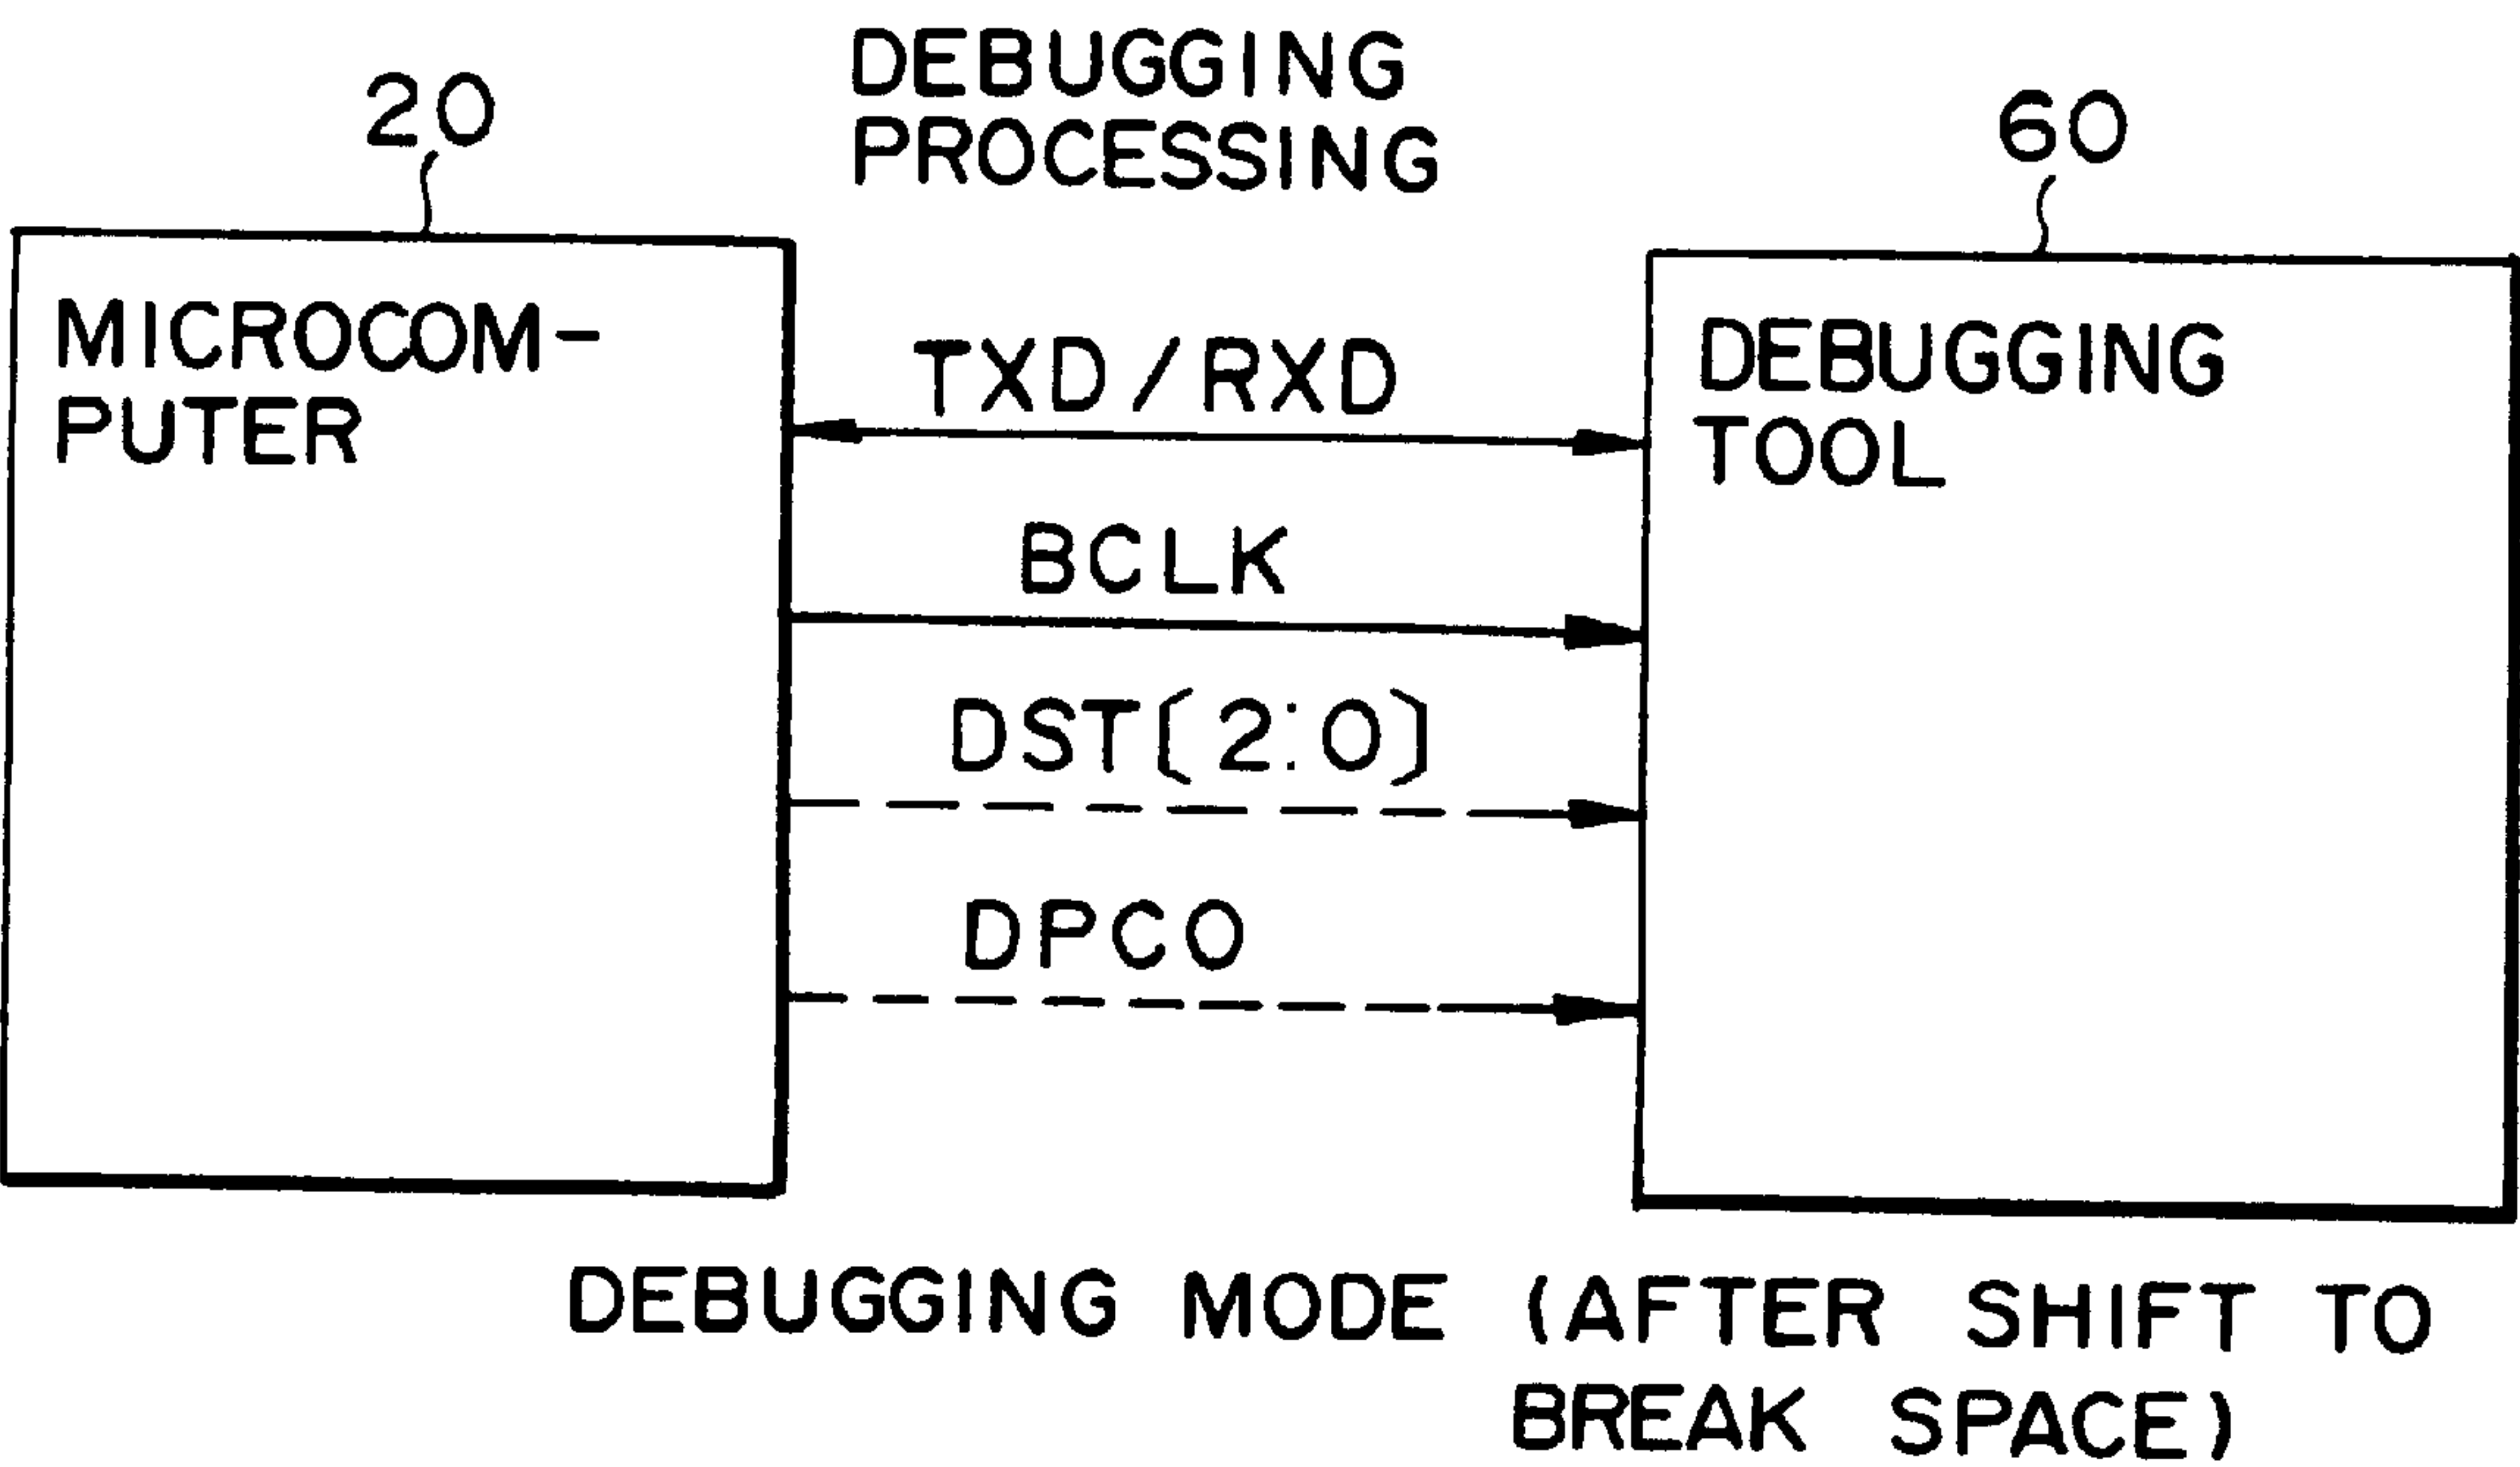 DEBUGGING
PROCESSING
20
60
MICROCOM-
PUTER
DEBUGGING
TOOL
TXD/RXD
BCLK
DST(2:0)
DPCO
DEBUGGING MODE (AFTER SHIFT TO
BREAK SPACE)